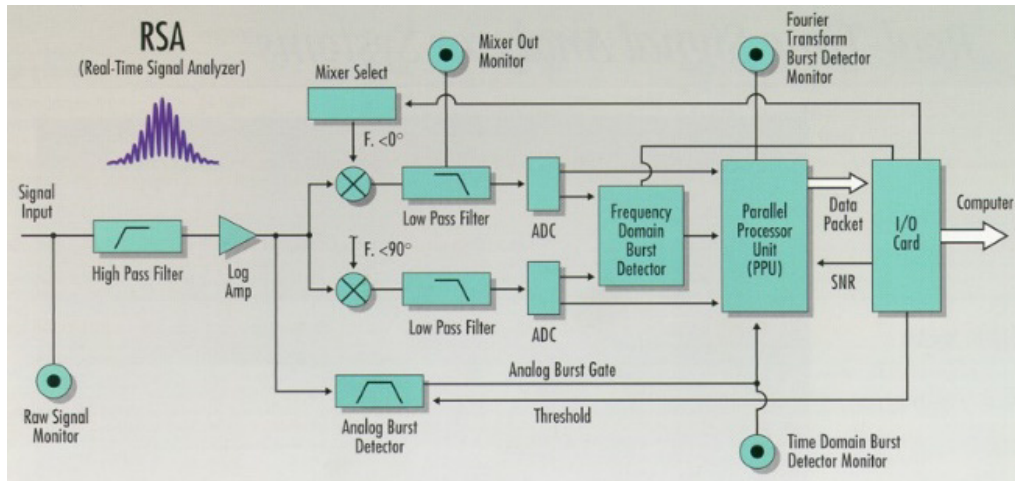 RSA
(Real-Time Signal Analyzer)
Mixer Select
Mixer Out
Monitor
Fourier
Transform
Burst Detector
Monitor
F. <0°
Signal
Input
High Pass Filter
Log
Amp
Low Pass Filter
ADC
F. <90°
Low Pass Filter
ADC
Frequency
Domain
Burst
Detector
Parallel
Processor
Unit
(PPU)
Data
Packet
SNR
I/O
Card
Computer
Raw Signal
Monitor
Analog Burst
Detector
Analog Burst Gate
Threshold
Time Domain Burst
Detector Monitor